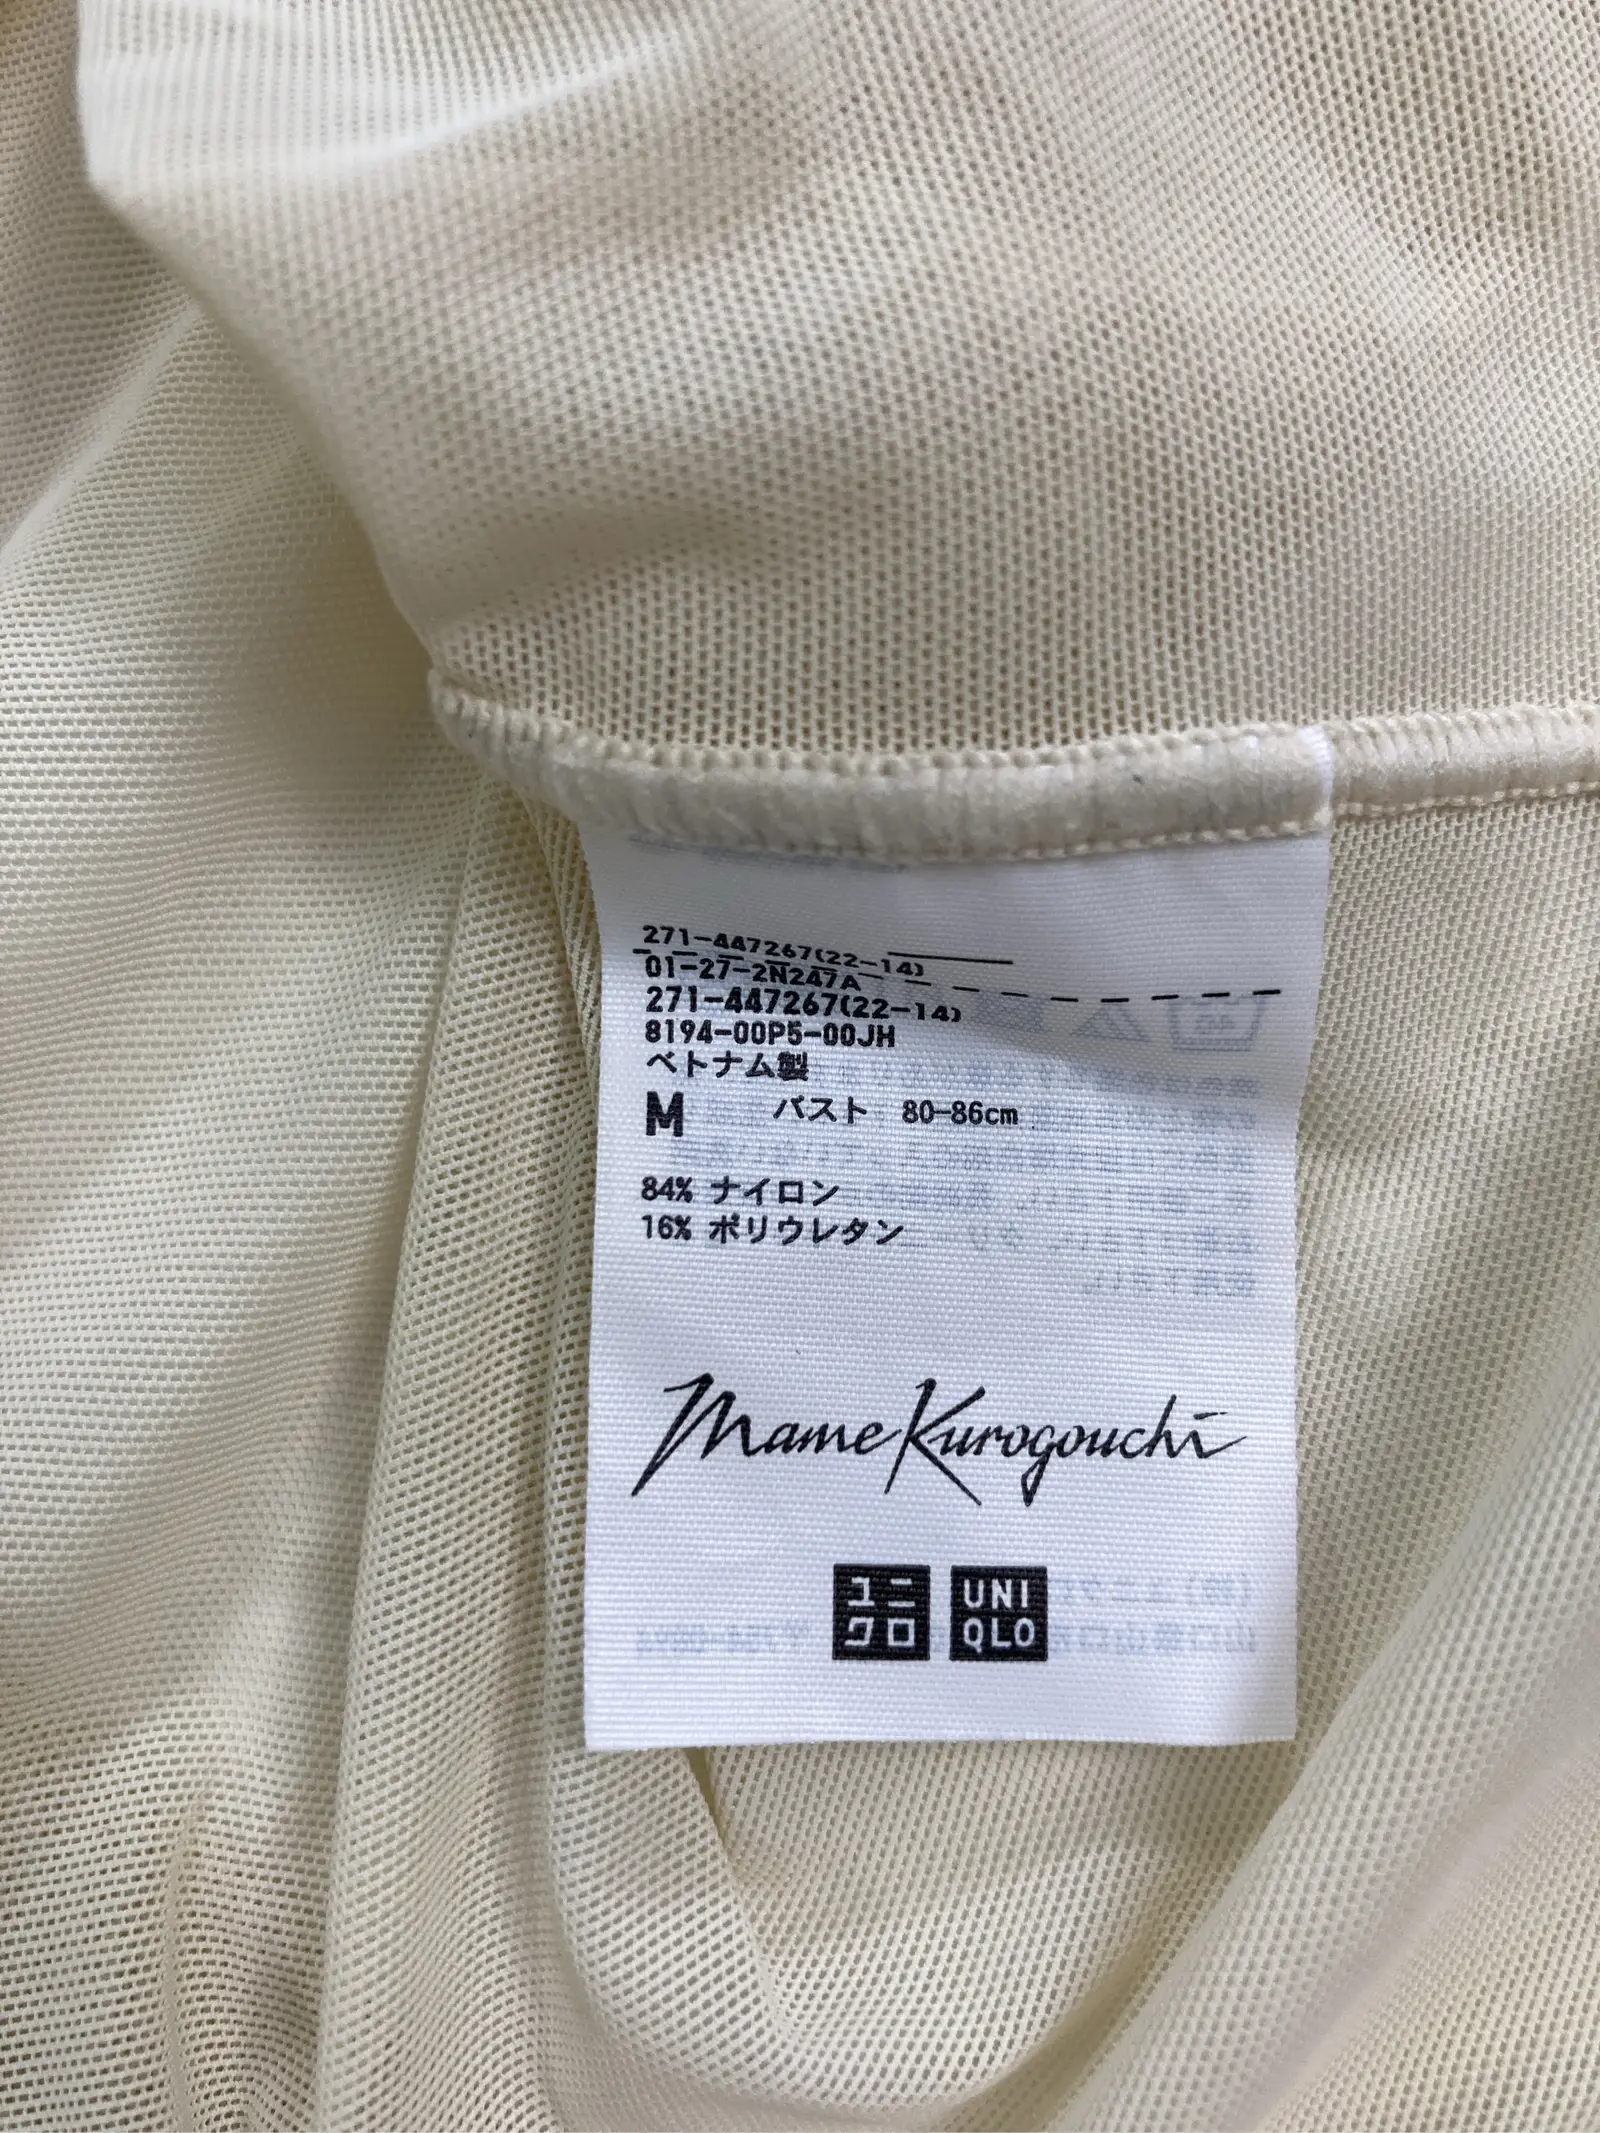 271-447267(22-14)
01-27-2N247A
271-447267(22-14)
8194-00P5-00JH
ベトナム製
M バスト 80-86cm
84% ナイロン
16% ポリウレタン
Mame Kurogouchi
ユニ
クロ
UNI
QLO